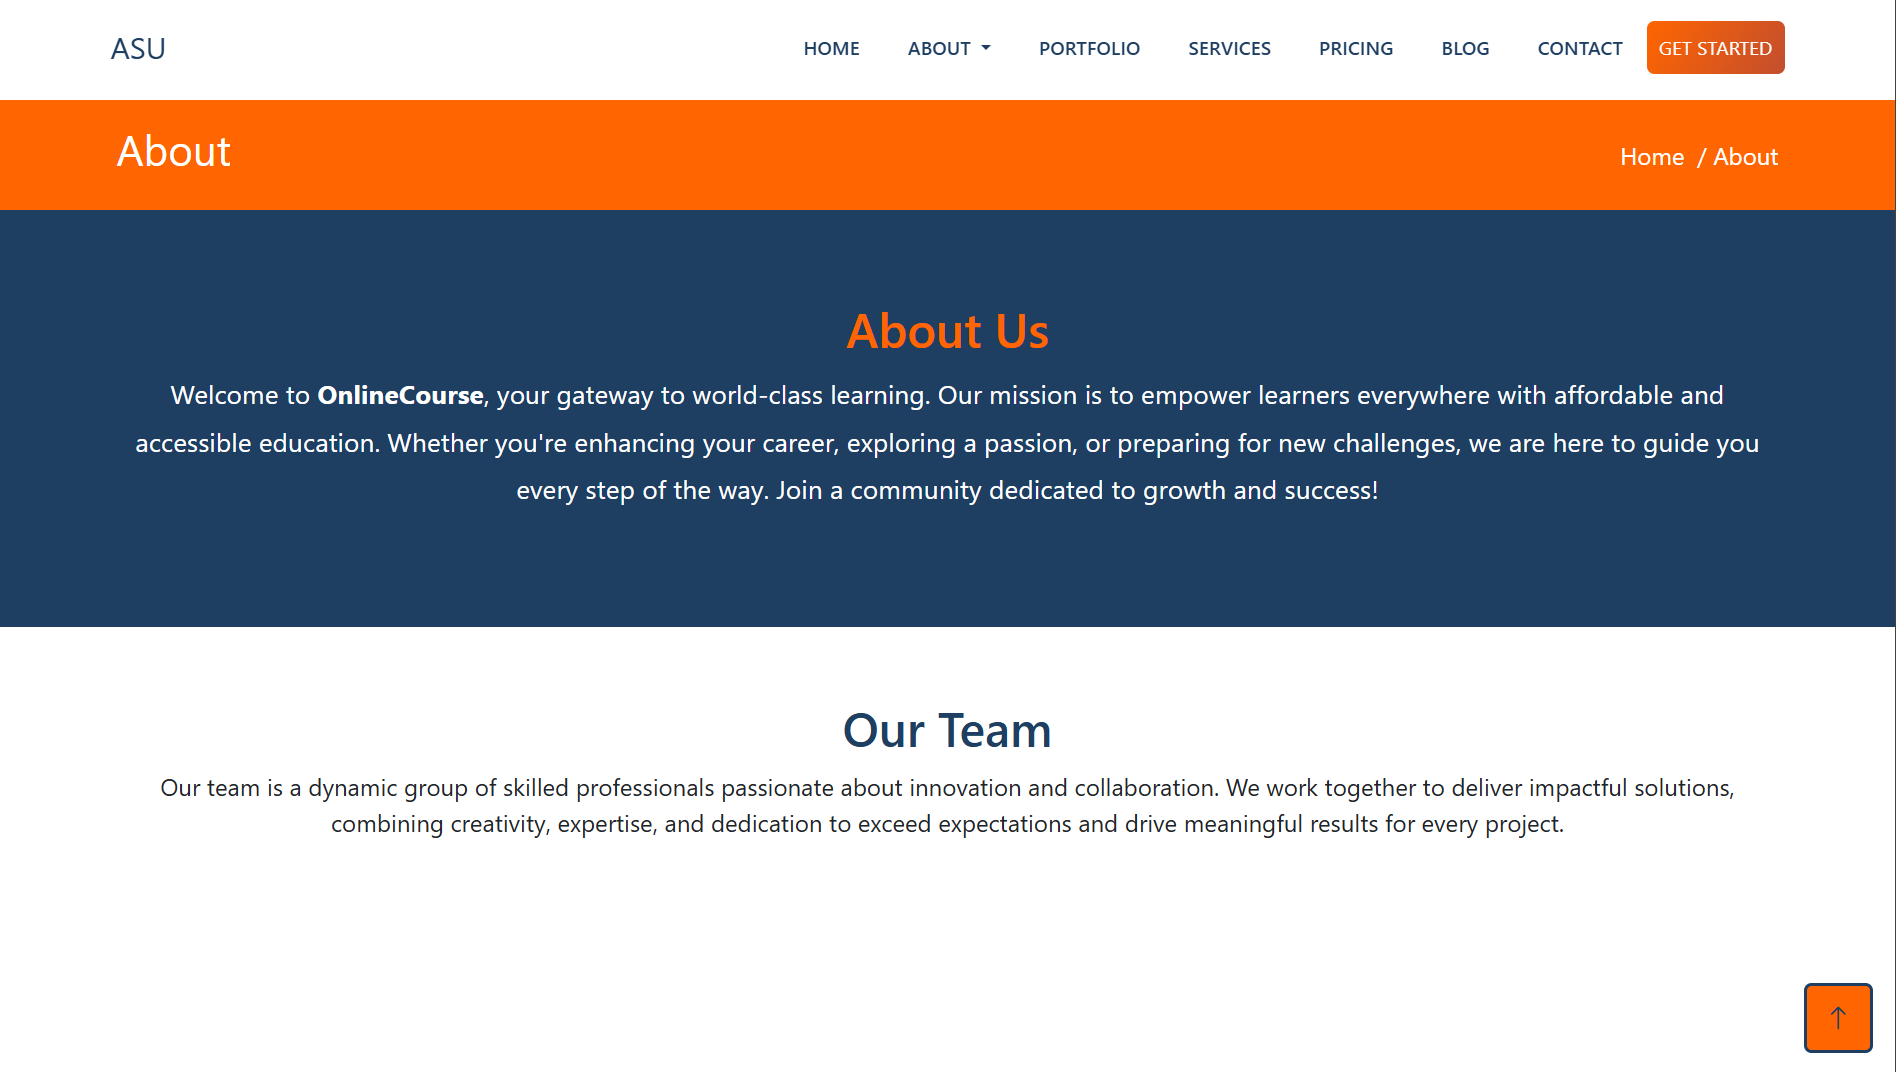 ASU
HOME ABOUT PORTFOLIO SERVICES PRICING BLOG CONTACT GET STARTED
About
Home / About
About Us
Welcome to OnlineCourse, your gateway to world-class learning. Our mission is to empower learners everywhere with affordable and
accessible education. Whether you're enhancing your career, exploring a passion, or preparing for new challenges, we are here to guide you
every step of the way. Join a community dedicated to growth and success!
Our Team
Our team is a dynamic group of skilled professionals passionate about innovation and collaboration. We work together to deliver impactful solutions,
combining creativity, expertise, and dedication to exceed expectations and drive meaningful results for every project.